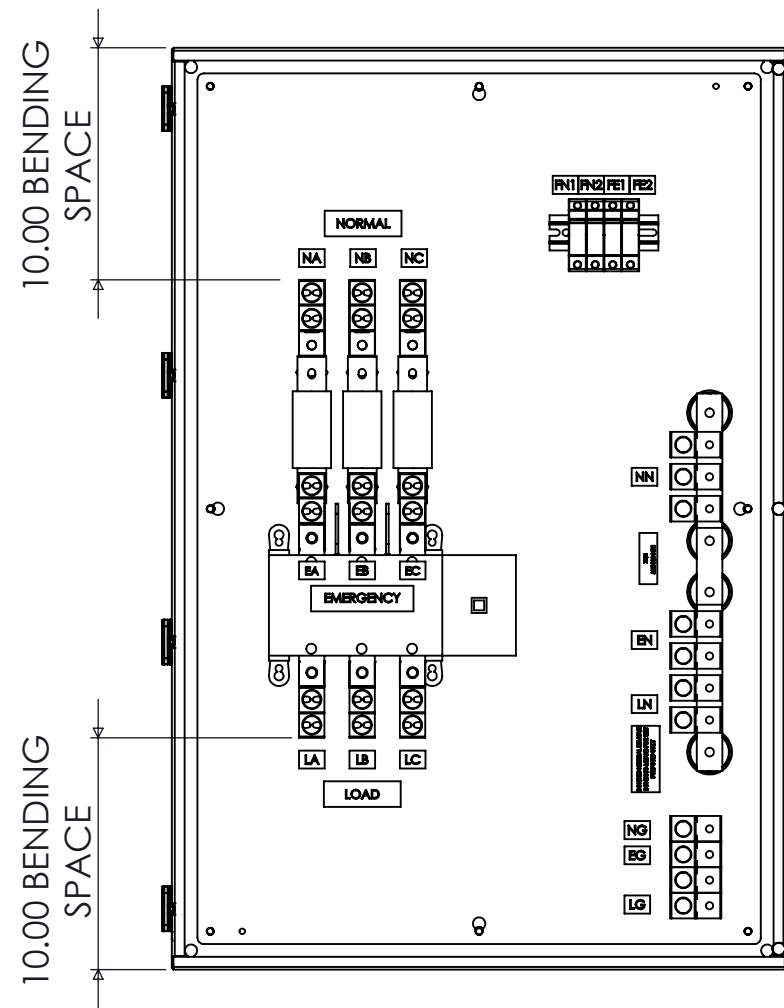 10.00 BENDING
SPACE
FN1 FN2 FE1 FE2
NORMAL
NA NB NC
NN
EA EB EC
EMERGENCY
EN
LN
10.00 BENDING
SPACE
LA LB LC
LOAD
NG
EG
LG